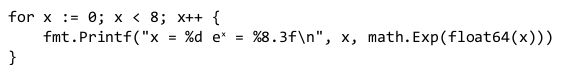 for x := 0; x < 8; x++ {
    fmt.Printf("x = %d eˣ = %8.3f\n", x, math.Exp(float64(x)))
}